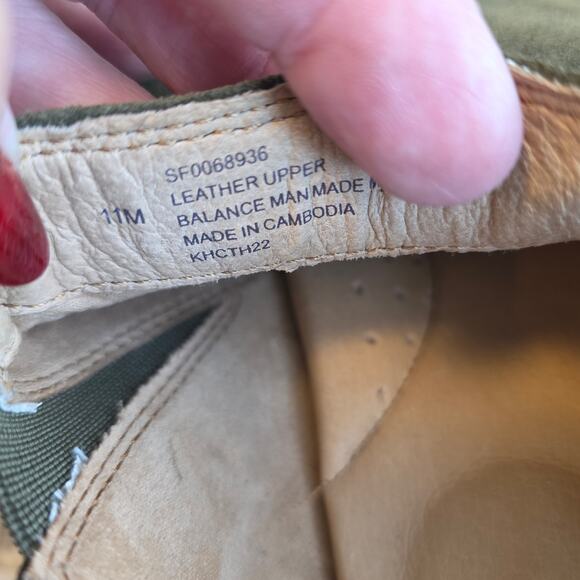 SF0068936
11M
LEATHER UPPER
BALANCE MAN MADE
MADE IN CAMBODIA
KHCTH22